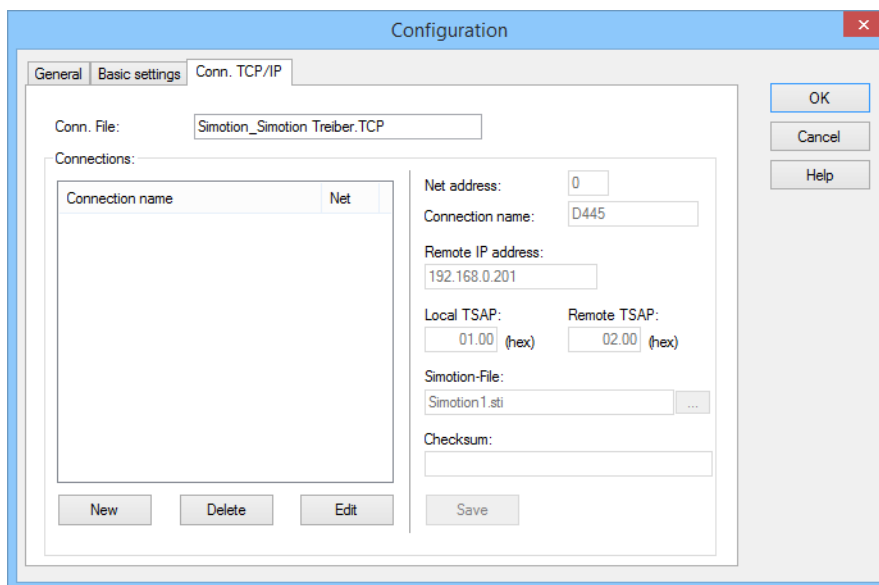 Configuration
General Basic settings Conn. TCP/IP
OK
Cancel
Help
Conn. File: Simotion_Simotion Treiber.TCP
Connections:
Connection name Net
Net address: 0
Connection name: D445
Remote IP address:
192.168.0.201
Local TSAP: Remote TSAP:
01.00 (hex) 02.00 (hex)
Simotion-File:
Simotion1.sti ...
Checksum:
New Delete Edit Save